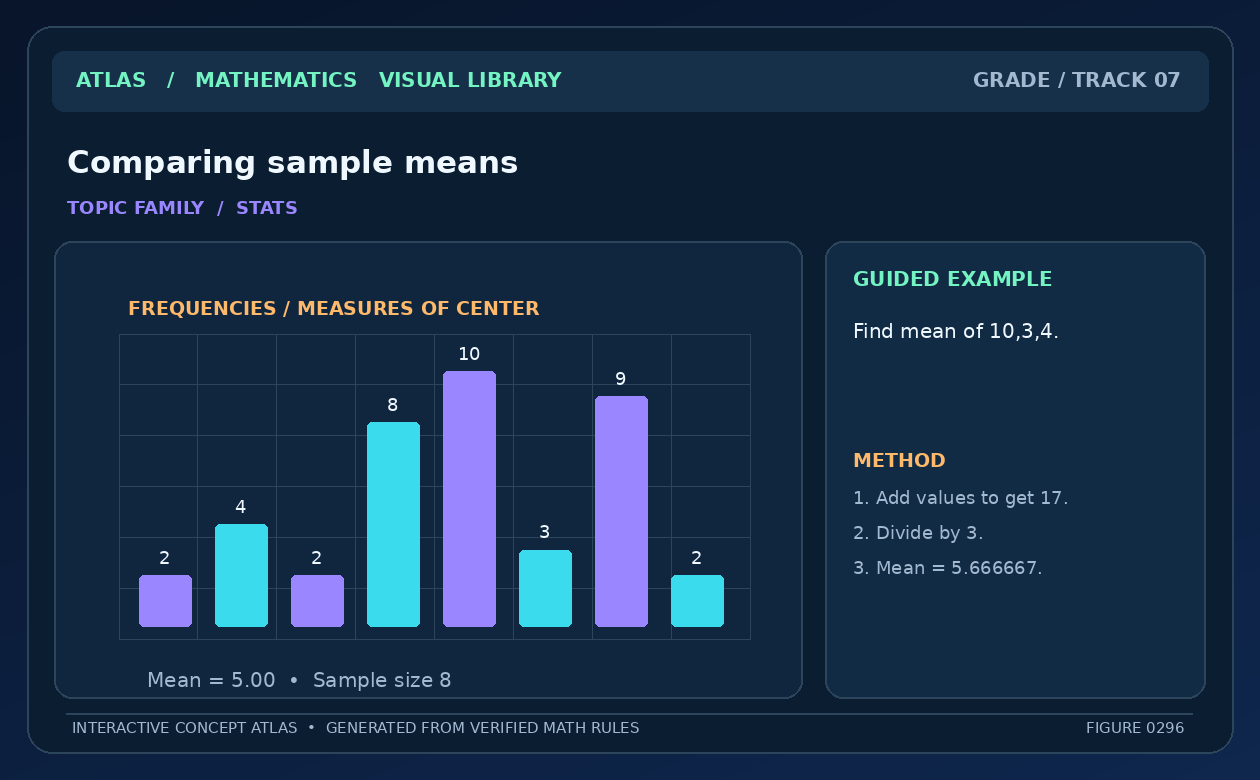 ATLAS / MATHEMATICS VISUAL LIBRARY
GRADE / TRACK 07
Comparing sample means
TOPIC FAMILY / STATS
FREQUENCIES / MEASURES OF CENTER
2
4
2
8
10
3
9
2
Mean = 5.00 • Sample size 8
GUIDED EXAMPLE
Find mean of 10,3,4.
METHOD
1. Add values to get 17.
2. Divide by 3.
3. Mean = 5.666667.
INTERACTIVE CONCEPT ATLAS • GENERATED FROM VERIFIED MATH RULES
FIGURE 0296